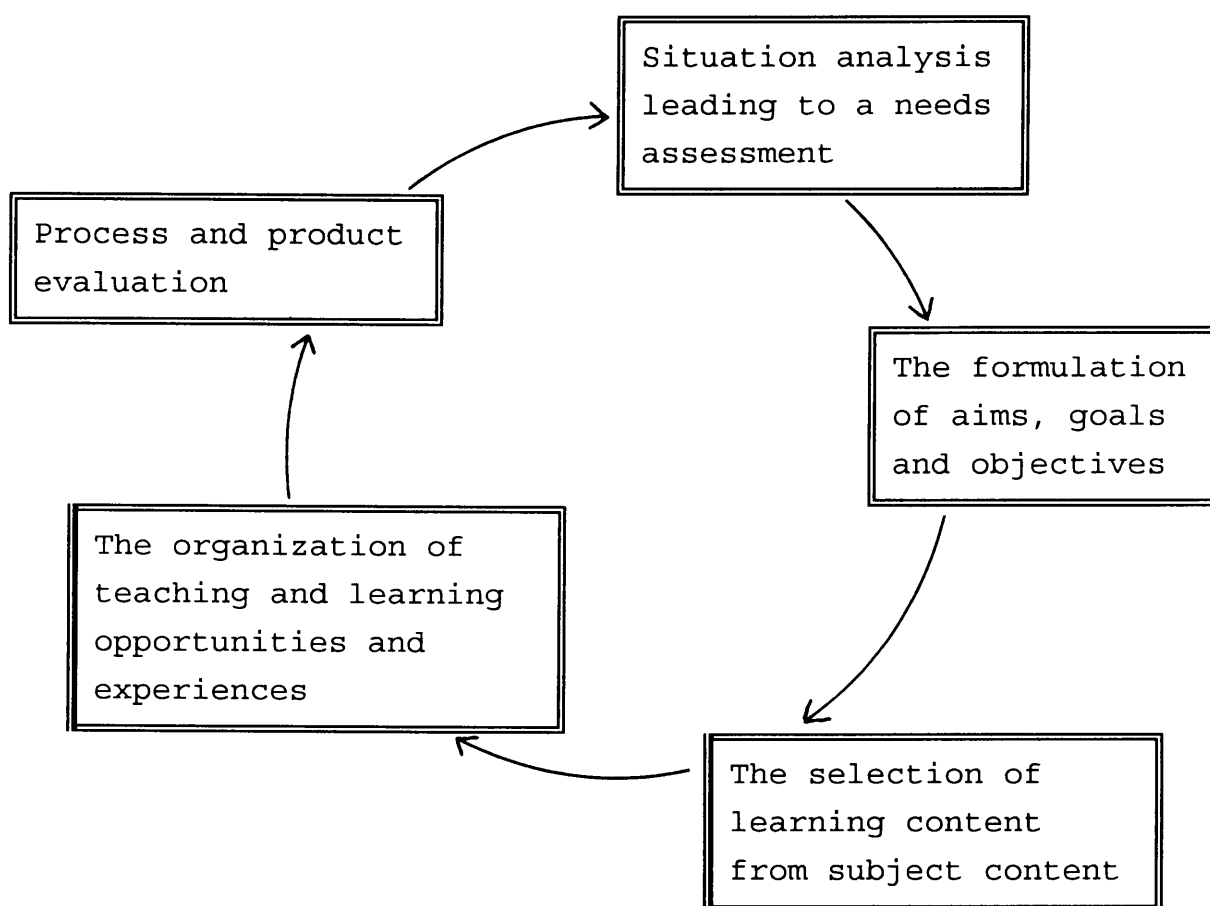 Situation analysis
leading to a needs
assessment
The formulation
of aims, goals
and objectives
The selection of
learning content
from subject content
The organization of
teaching and learning
opportunities and
experiences
Process and product
evaluation